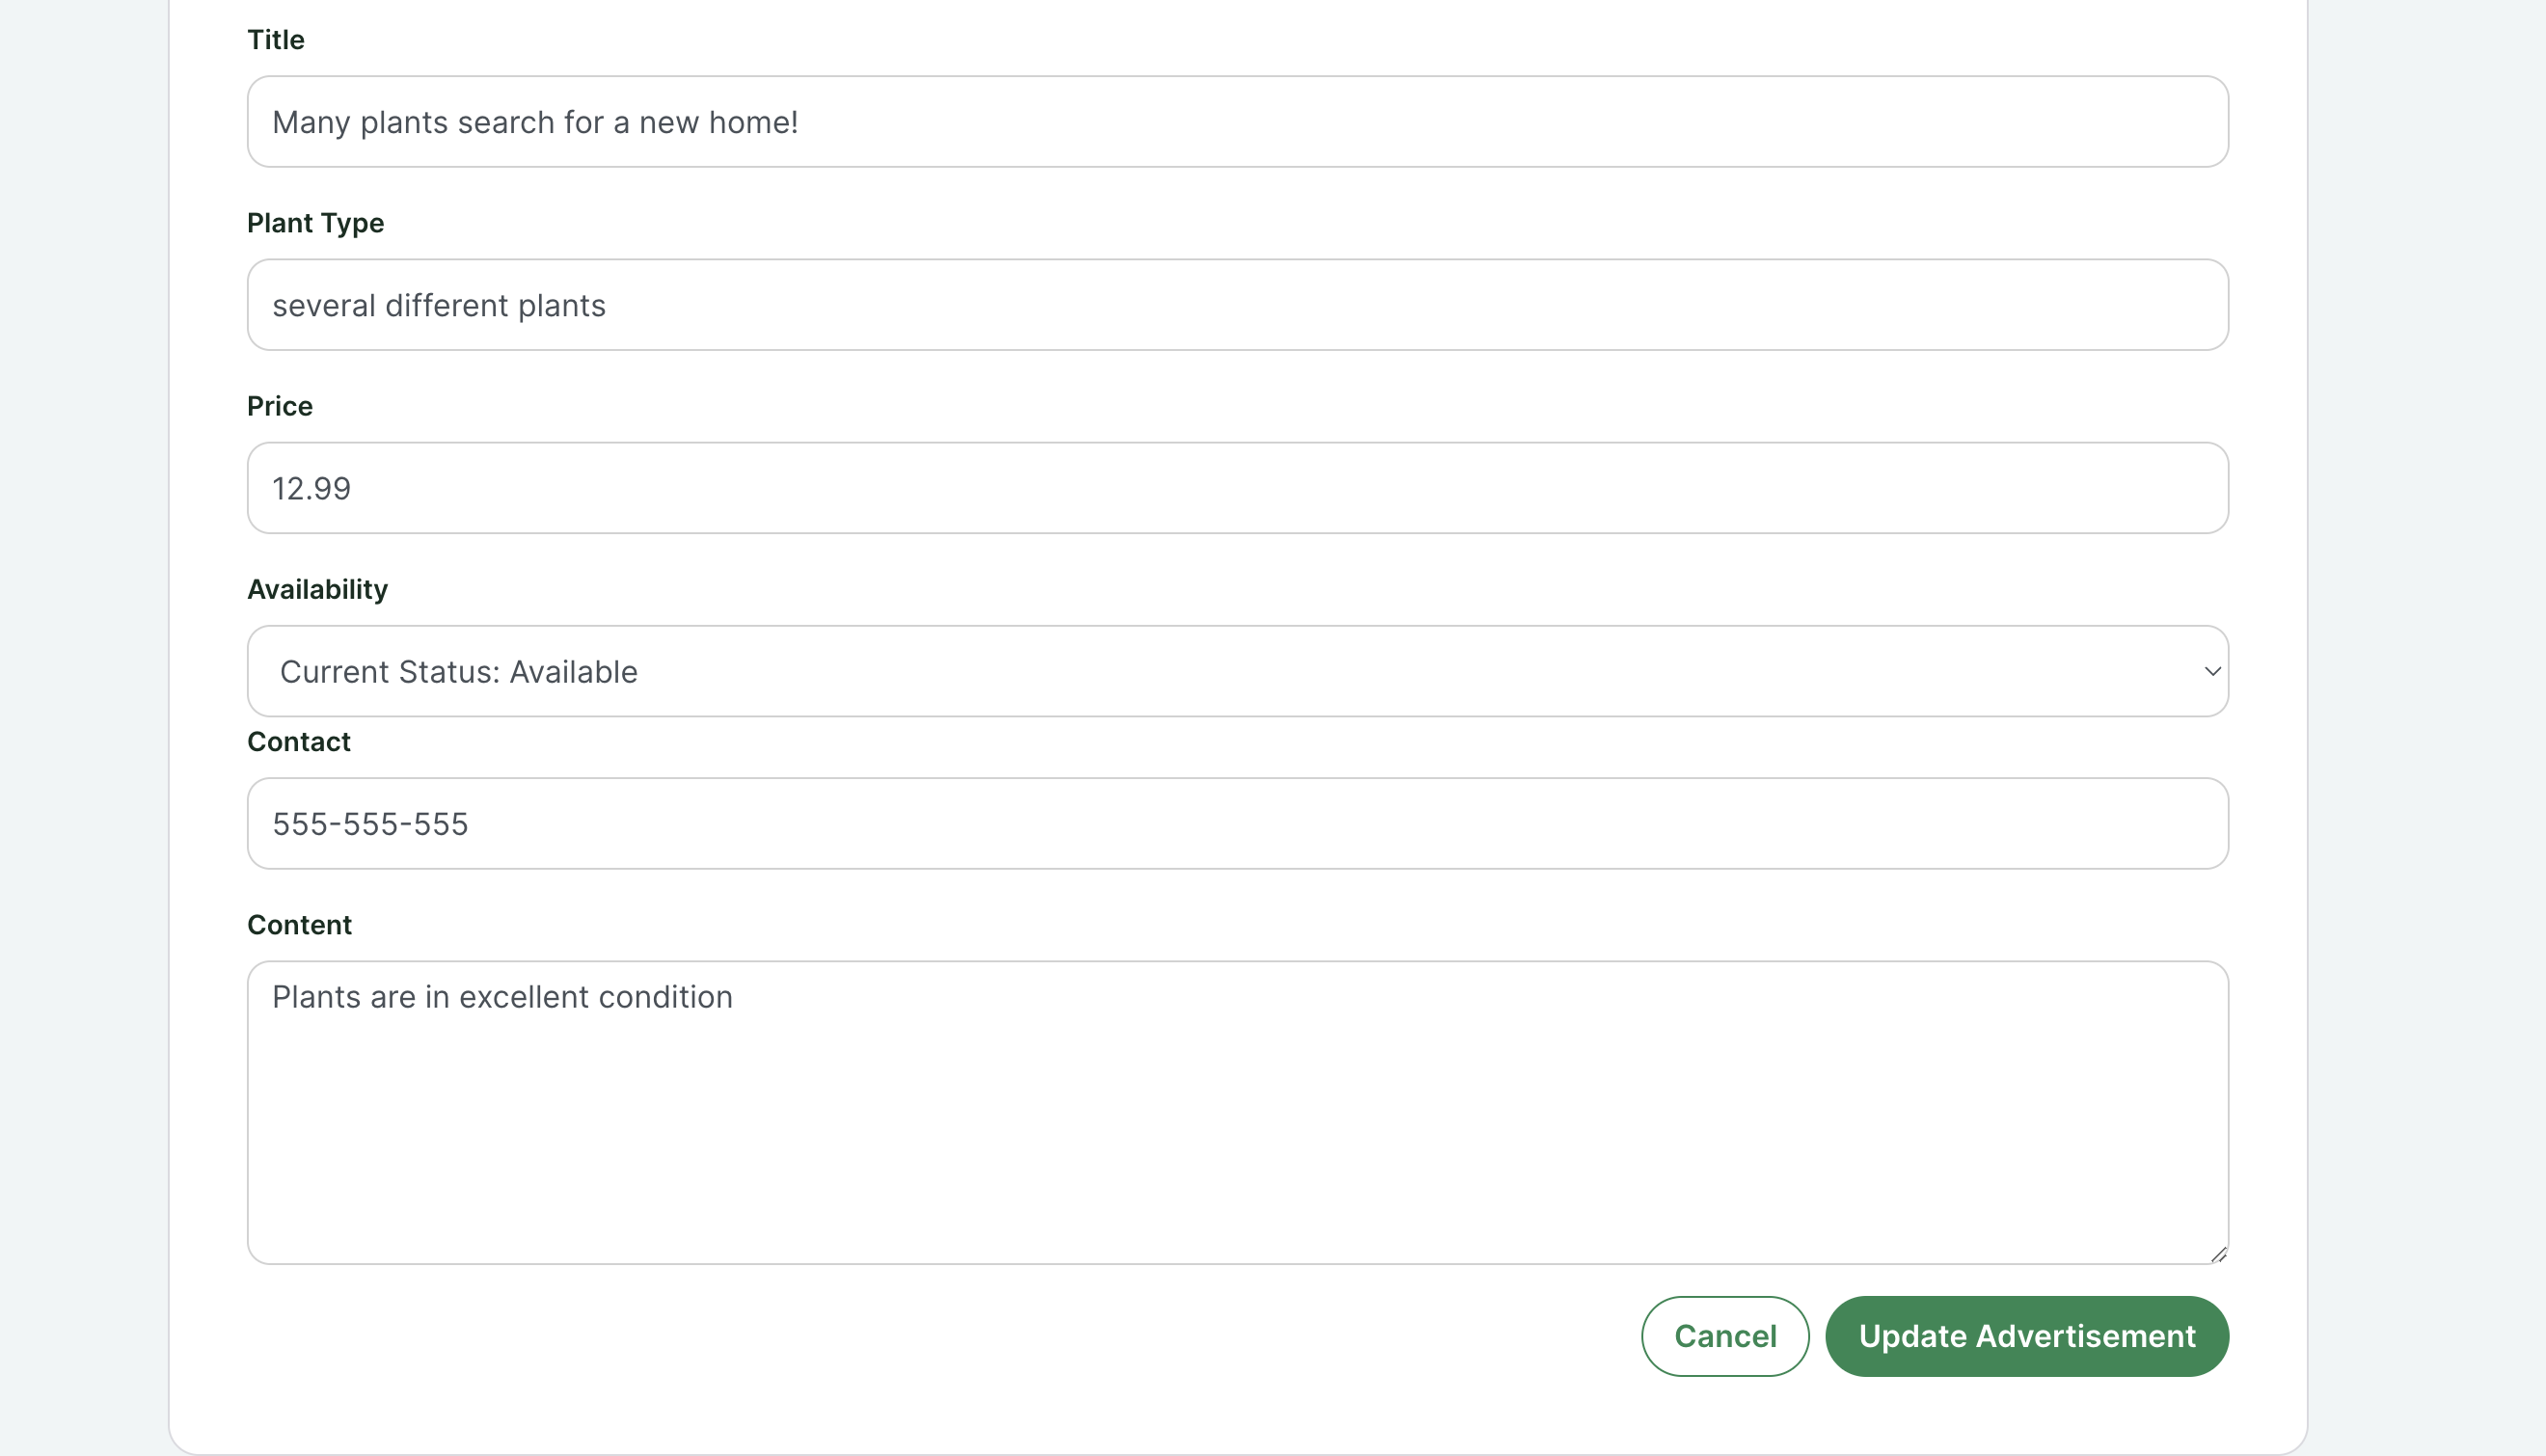 Title
Many plants search for a new home!
Plant Type
several different plants
Price
12.99
Availability
Current Status: Available
Contact
555-555-555
Content
Plants are in excellent condition
Cancel
Update Advertisement